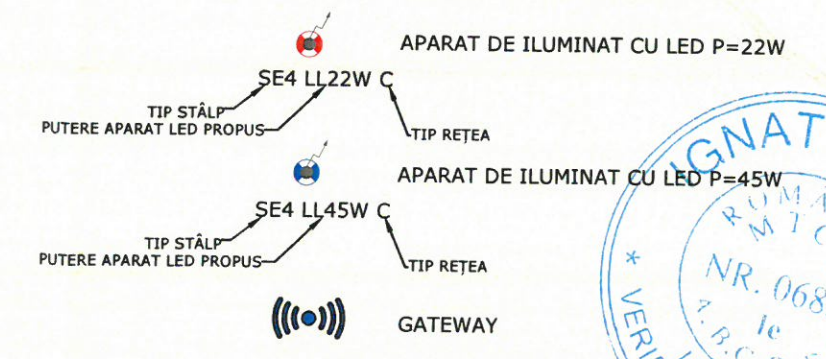 APARAT DE ILUMINAT CU LED P=22W
SE4 LL22W C
TIP STÂLP
PUTERE APARAT LED PROPUS
TIP REȚEA
APARAT DE ILUMINAT CU LED P=45W
SE4 LL45W C
TIP STÂLP
PUTERE APARAT LED PROPUS
TIP REȚEA
GATEWAY
NR. 068